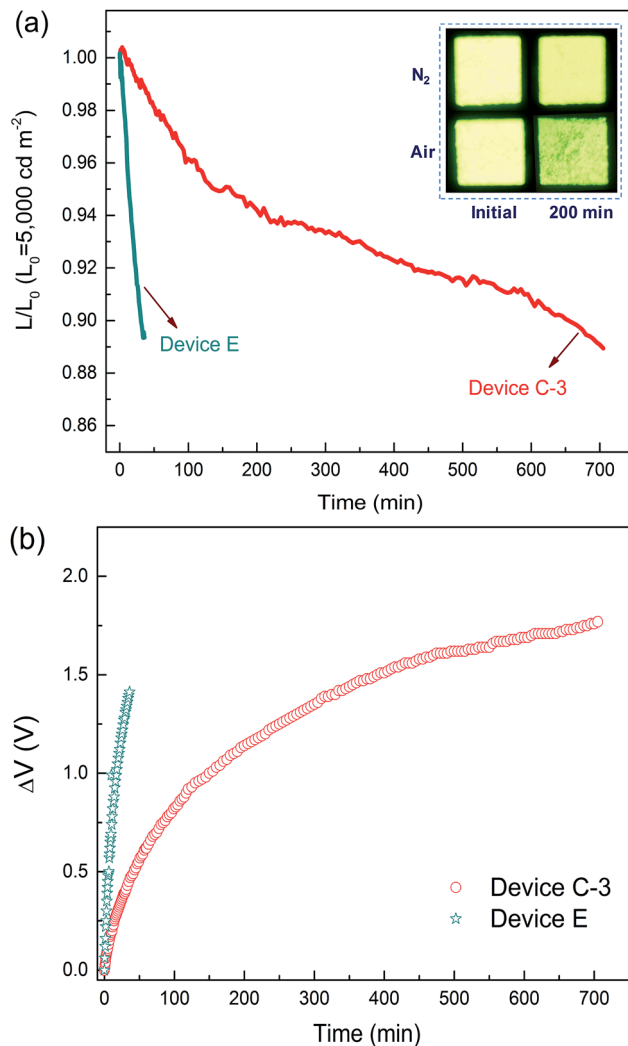 (a)
1.00
0.98
0.96
0.94
0.92
0.90
0.88
0.86
L/L₀ (L₀=5,000 cd m⁻²)
N₂
Air
Initial 200 min
Device E
Device C-3
0 100 200 300 400 500 600 700
Time (min)
(b)
2.0
1.5
1.0
0.5
0.0
ΔV (V)
Device C-3
Device E
0 100 200 300 400 500 600 700
Time (min)